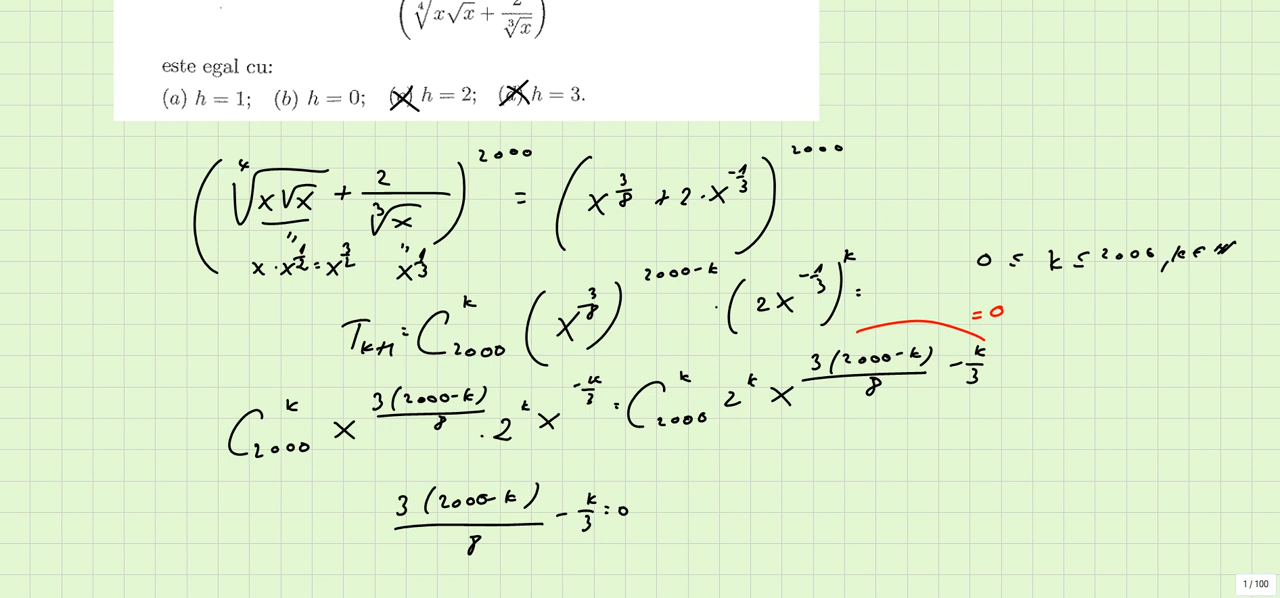 (∜(x√x) + 2/∛x)
este egal cu:
(a) h = 1; (b) h = 0; h = 2; h = 3.
(∜(x√x) + 2/∛x)^2000 = (x^(3/8) + 2·x^(-1/3))^2000
x·x^(1/2) = x^(3/2) x^(1/3)
0 ≤ k ≤ 2000, k ∈ ℕ
T_(k+1) = C_2000^k (x^(3/8))^(2000-k) · (2x^(-1/3))^k =
= 0
C_2000^k x^(3(2000-k)/8) · 2^k x^(-k/3) = C_2000^k 2^k x^(3(2000-k)/8 - k/3)
3(2000-k)/8 - k/3 = 0
1 / 100